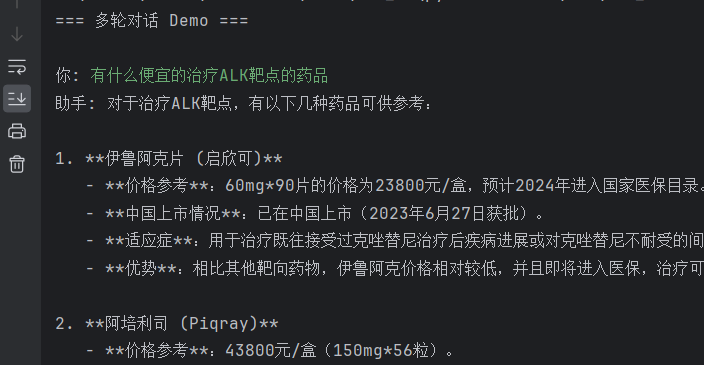 === 多轮对话 Demo ===
你: 有什么便宜的治疗ALK靶点的药品
助手: 对于治疗ALK靶点，有以下几种药品可供参考：
1. **伊鲁阿克片 (启欣可)**
- **价格参考**：60mg*90片的价格为23800元/盒，预计2024年进入国家医保目录。
- **中国上市情况**：已在中国上市（2023年6月27日获批）。
- **适应症**：用于治疗既往接受过克唑替尼治疗后疾病进展或对克唑替尼不耐受的间
- **优势**：相比其他靶向药物，伊鲁阿克价格相对较低，并且即将进入医保，治疗可
2. **阿培利司 (Piqray)**
- **价格参考**：43800元/盒（150mg*56粒）。